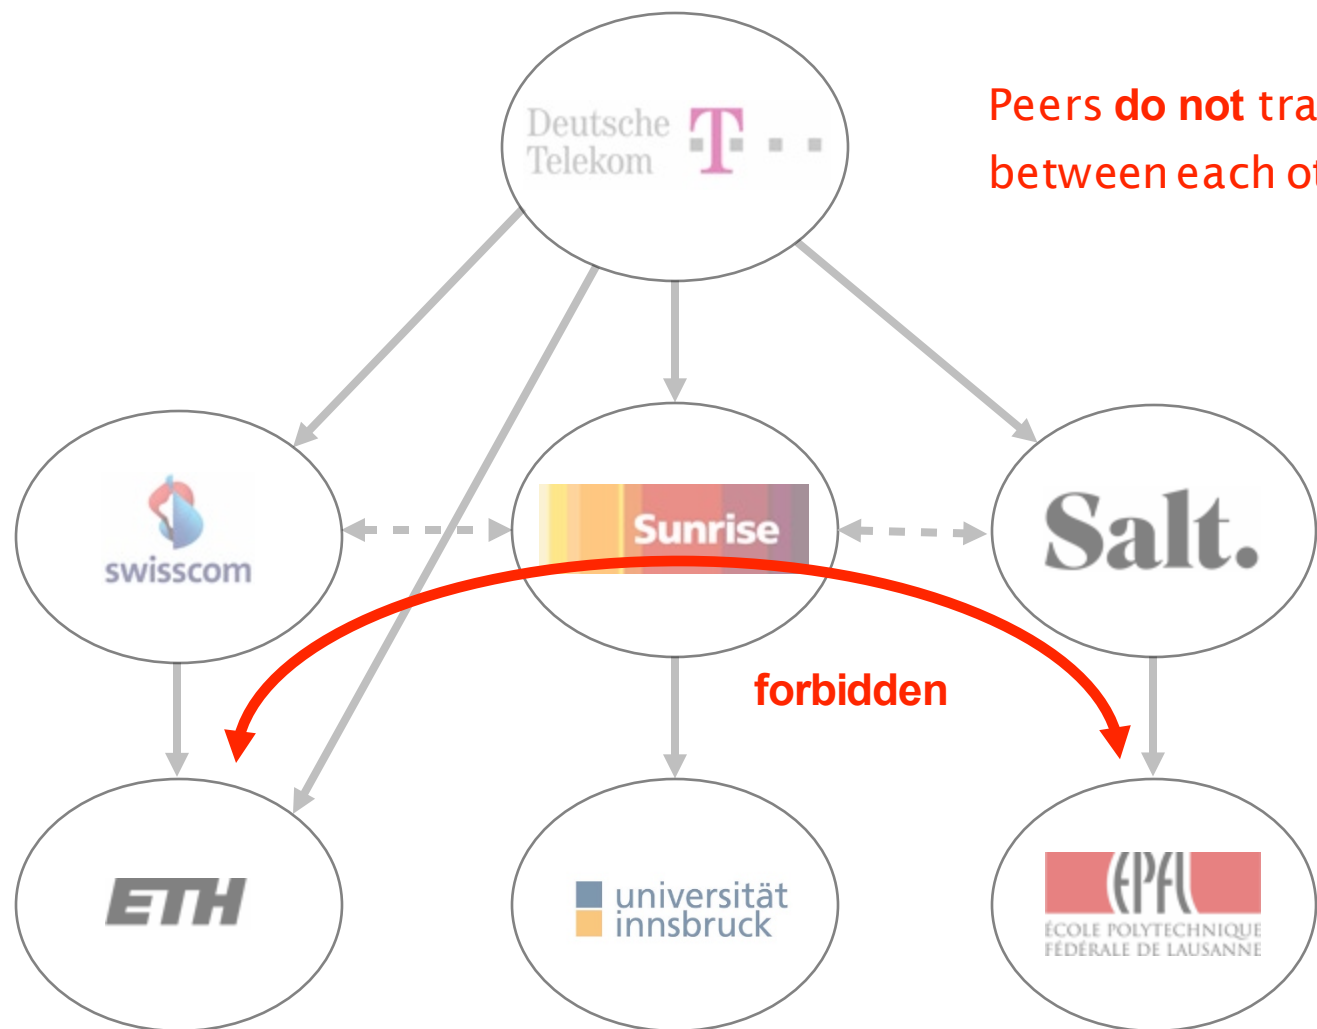 Deutsche
Telekom T
Peers do not tra
between each ot
swisscom
Sunrise
Salt.
forbidden
ETH
universität
innsbruck
EPFL
ÉCOLE POLYTECHNIQUE
FÉDÉRALE DE LAUSANNE